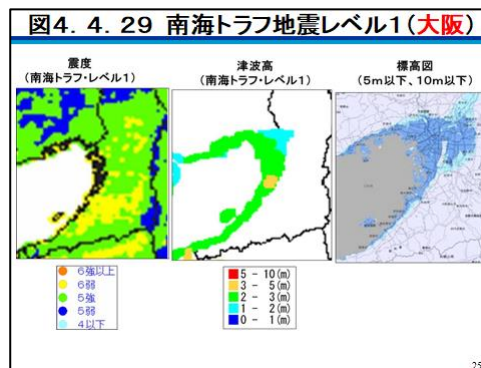 図4.4.29 南海トラフ地震レベル1(大阪)
震度
(南海トラフ・レベル1)
津波高
(南海トラフ・レベル1)
標高図
(5m以下、10m以下)
6強以上
6弱
5強
5弱
4以下
5 - 10(m)
3 - 5(m)
2 - 3(m)
1 - 2(m)
0 - 1(m)
25